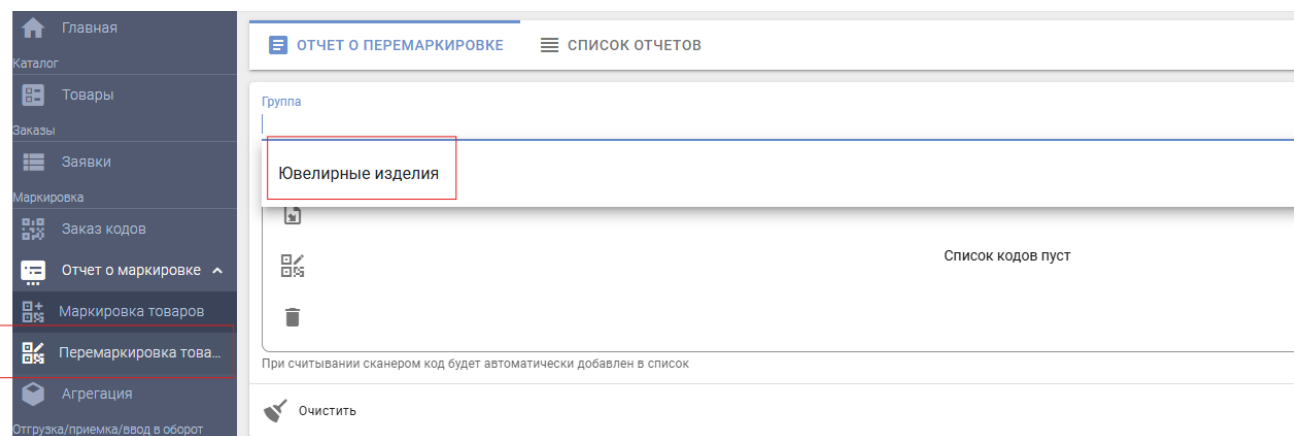 Главная
Каталог
Товары
Заказы
Заявки
Маркировка
Заказ кодов
Отчет о маркировке
Маркировка товаров
Перемаркировка това...
Агрегация
Отгрузка/приемка/ввод в оборот
ОТЧЕТ О ПЕРЕМАРКИРОВКЕ
СПИСОК ОТЧЕТОВ
Группа
Ювелирные изделия
Список кодов пуст
При считывании сканером код будет автоматически добавлен в список
Очистить